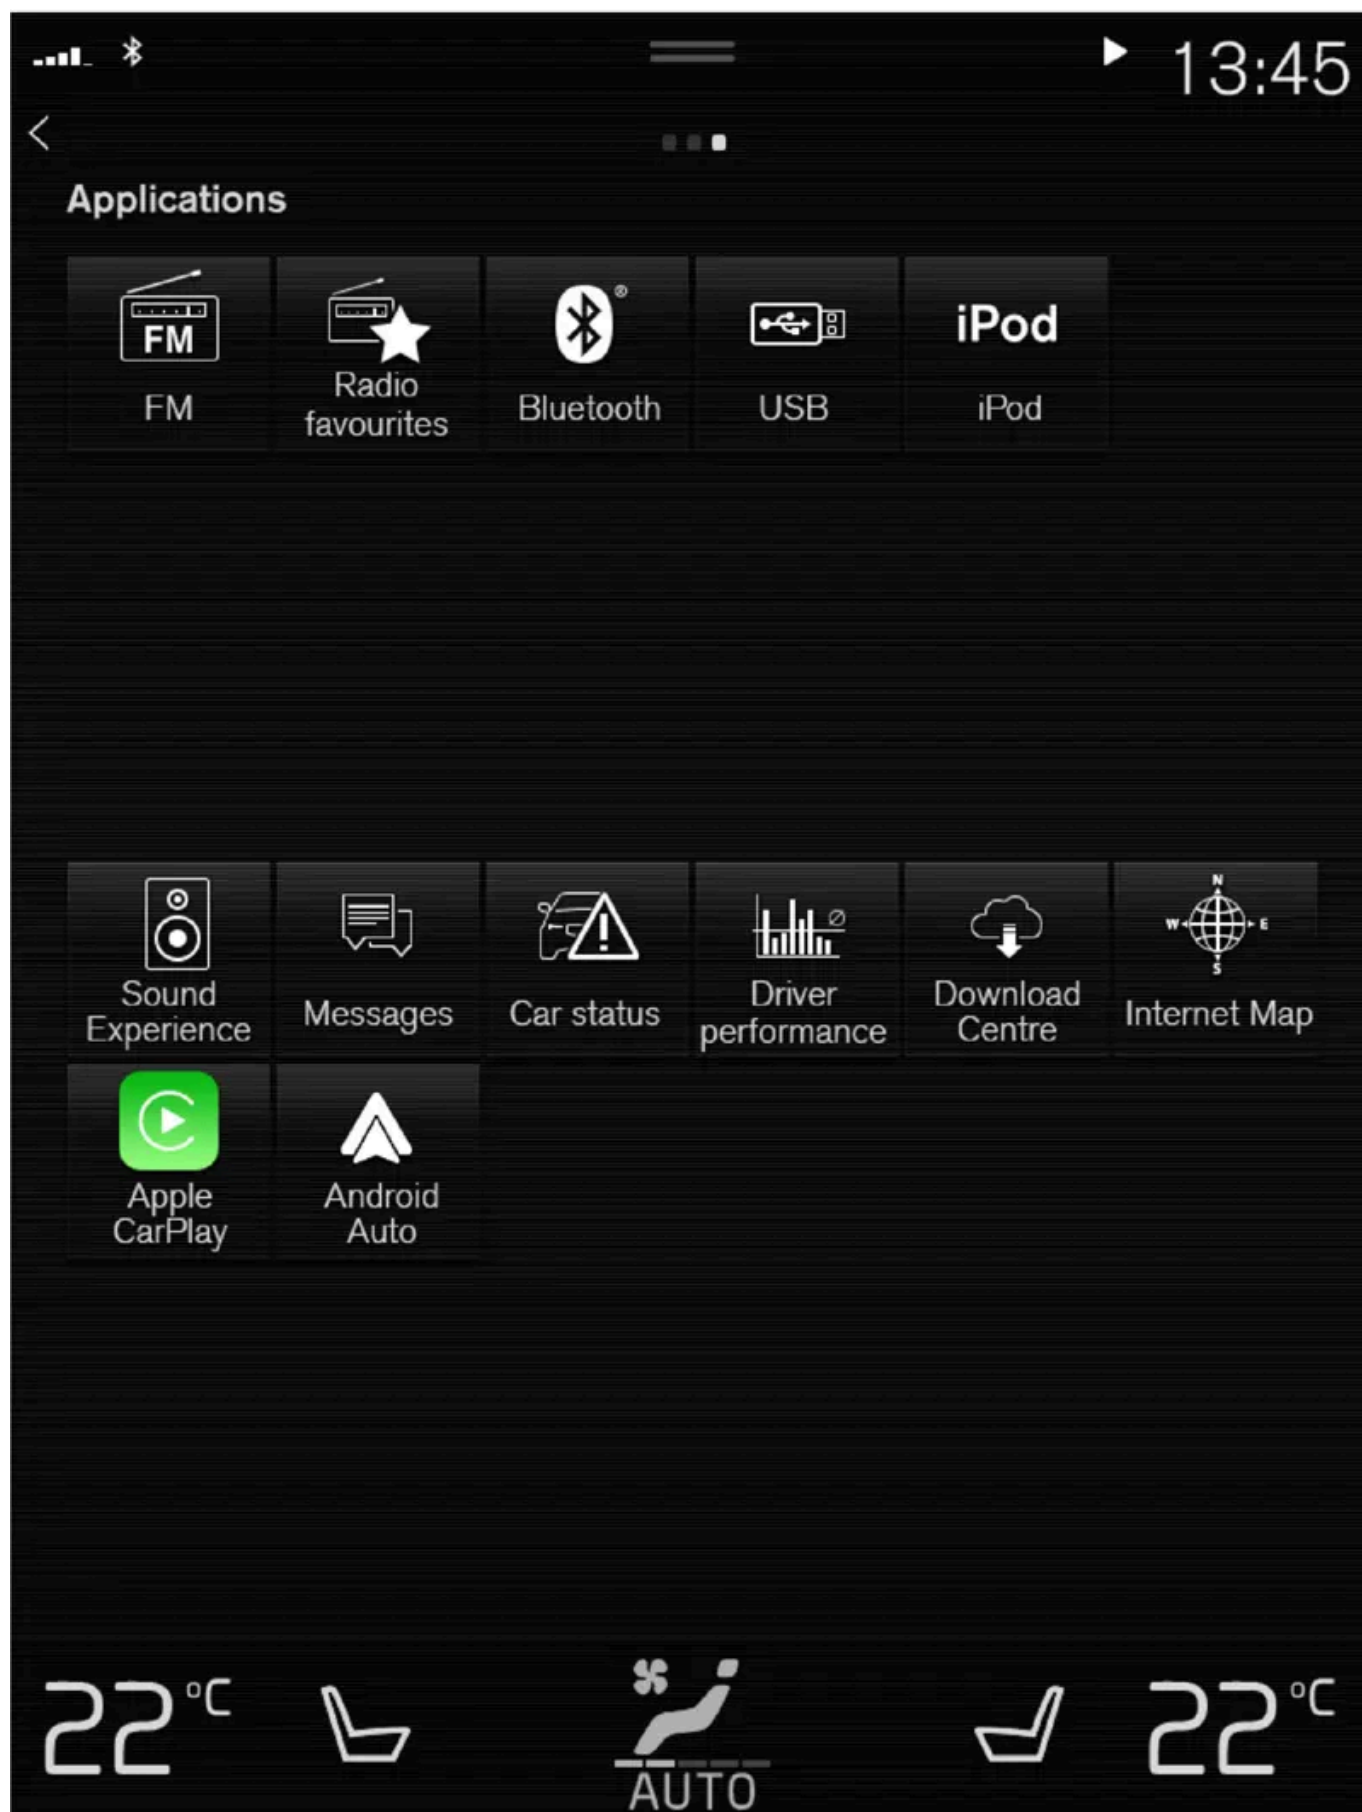 13:45
Applications
FM
iPod
FM
Radio
favourites
Bluetooth
®
USB
iPod
Sound
Experience
Messages
Car status
Driver
performance
Download
Centre
N
W
E
S
Internet Map
Apple
CarPlay
Android
Auto
22°C
22°C
AUTO